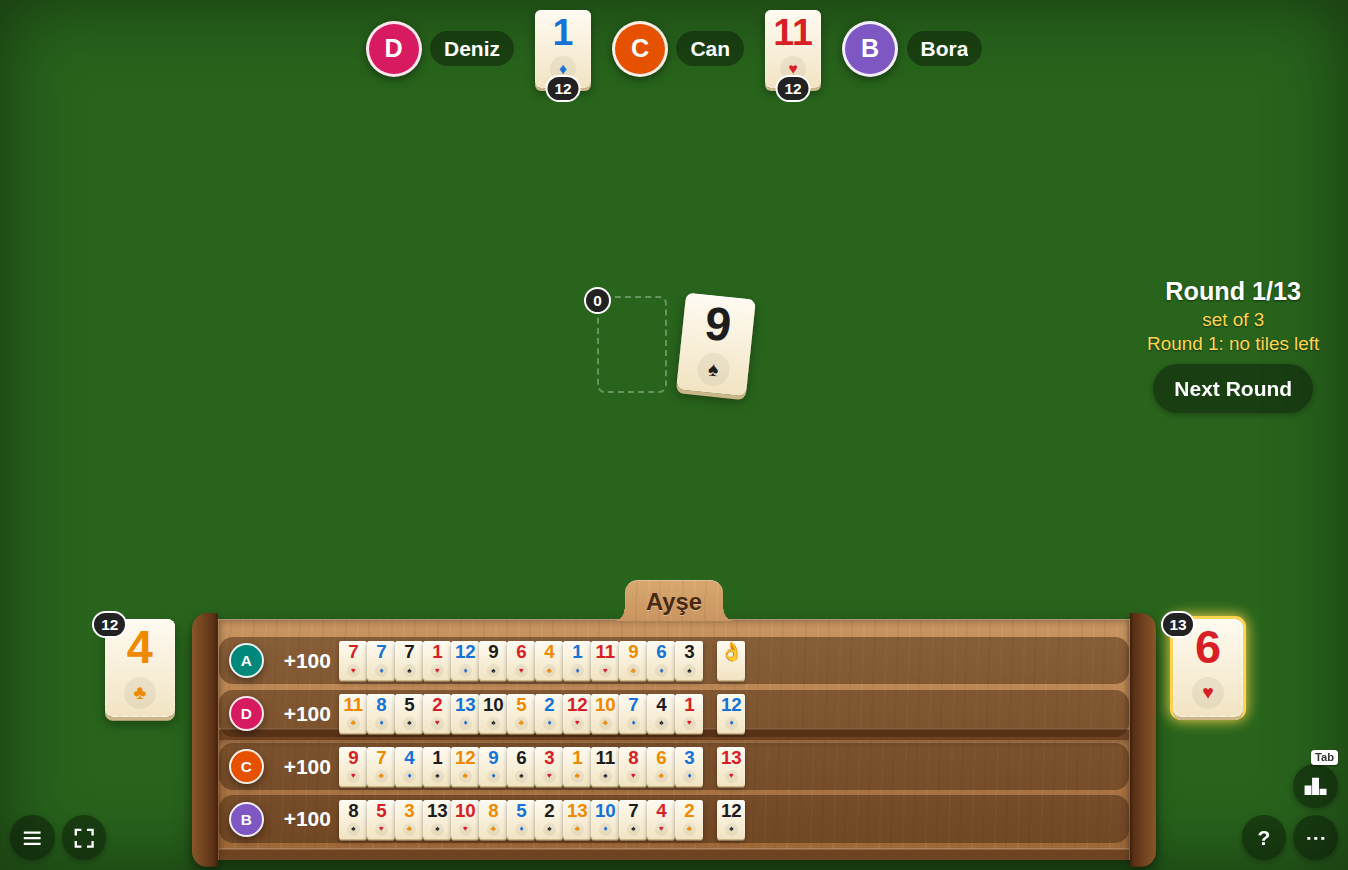 D Deniz 1 ♦ 12 C Can 11 ♥ 12 B Bora
0 9 ♠
Round 1/13
set of 3
Round 1: no tiles left
Next Round
Ayşe
12 4 ♣
13 6 ♥
A +100 7 7 7 1 12 9 6 4 1 11 9 6 3 👌
D +100 11 8 5 2 13 10 5 2 12 10 7 4 1 12
C +100 9 7 4 1 12 9 6 3 1 11 8 6 3 13
B +100 8 5 3 13 10 8 5 2 13 10 7 4 2 12
Tab
?